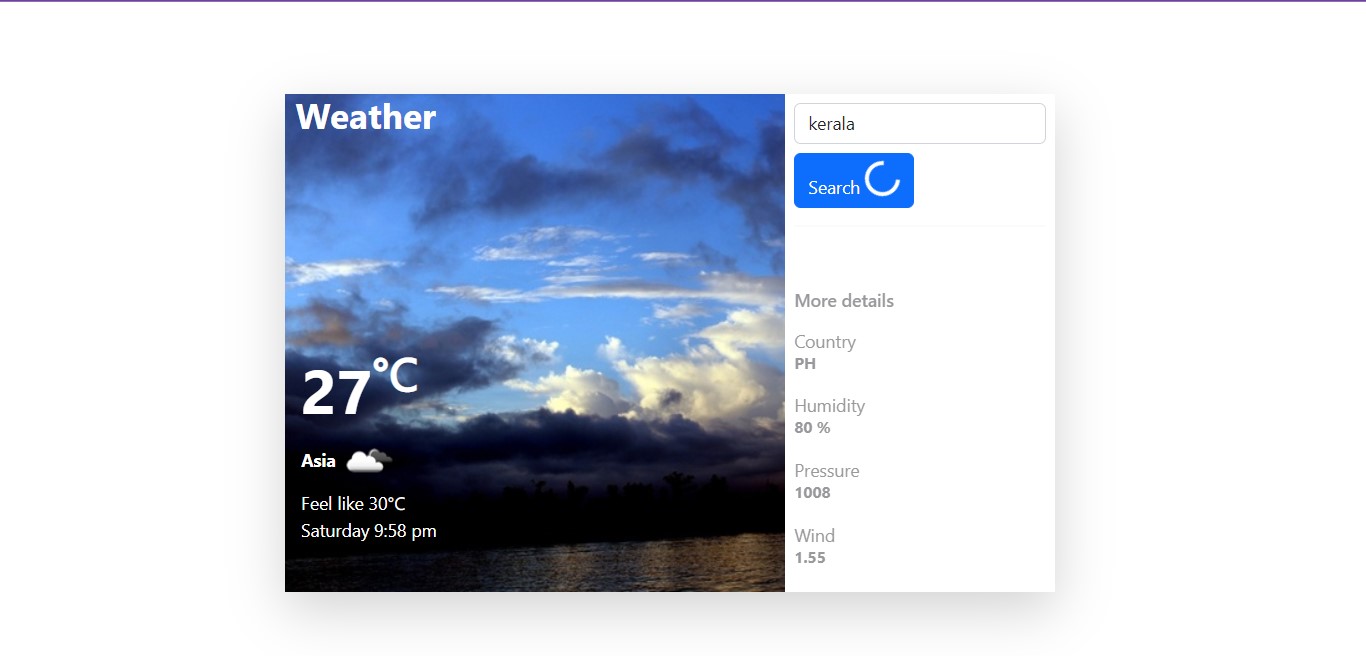 Weather
27°C
Asia
Feel like 30°C
Saturday 9:58 pm
kerala
Search
More details
Country
PH
Humidity
80 %
Pressure
1008
Wind
1.55